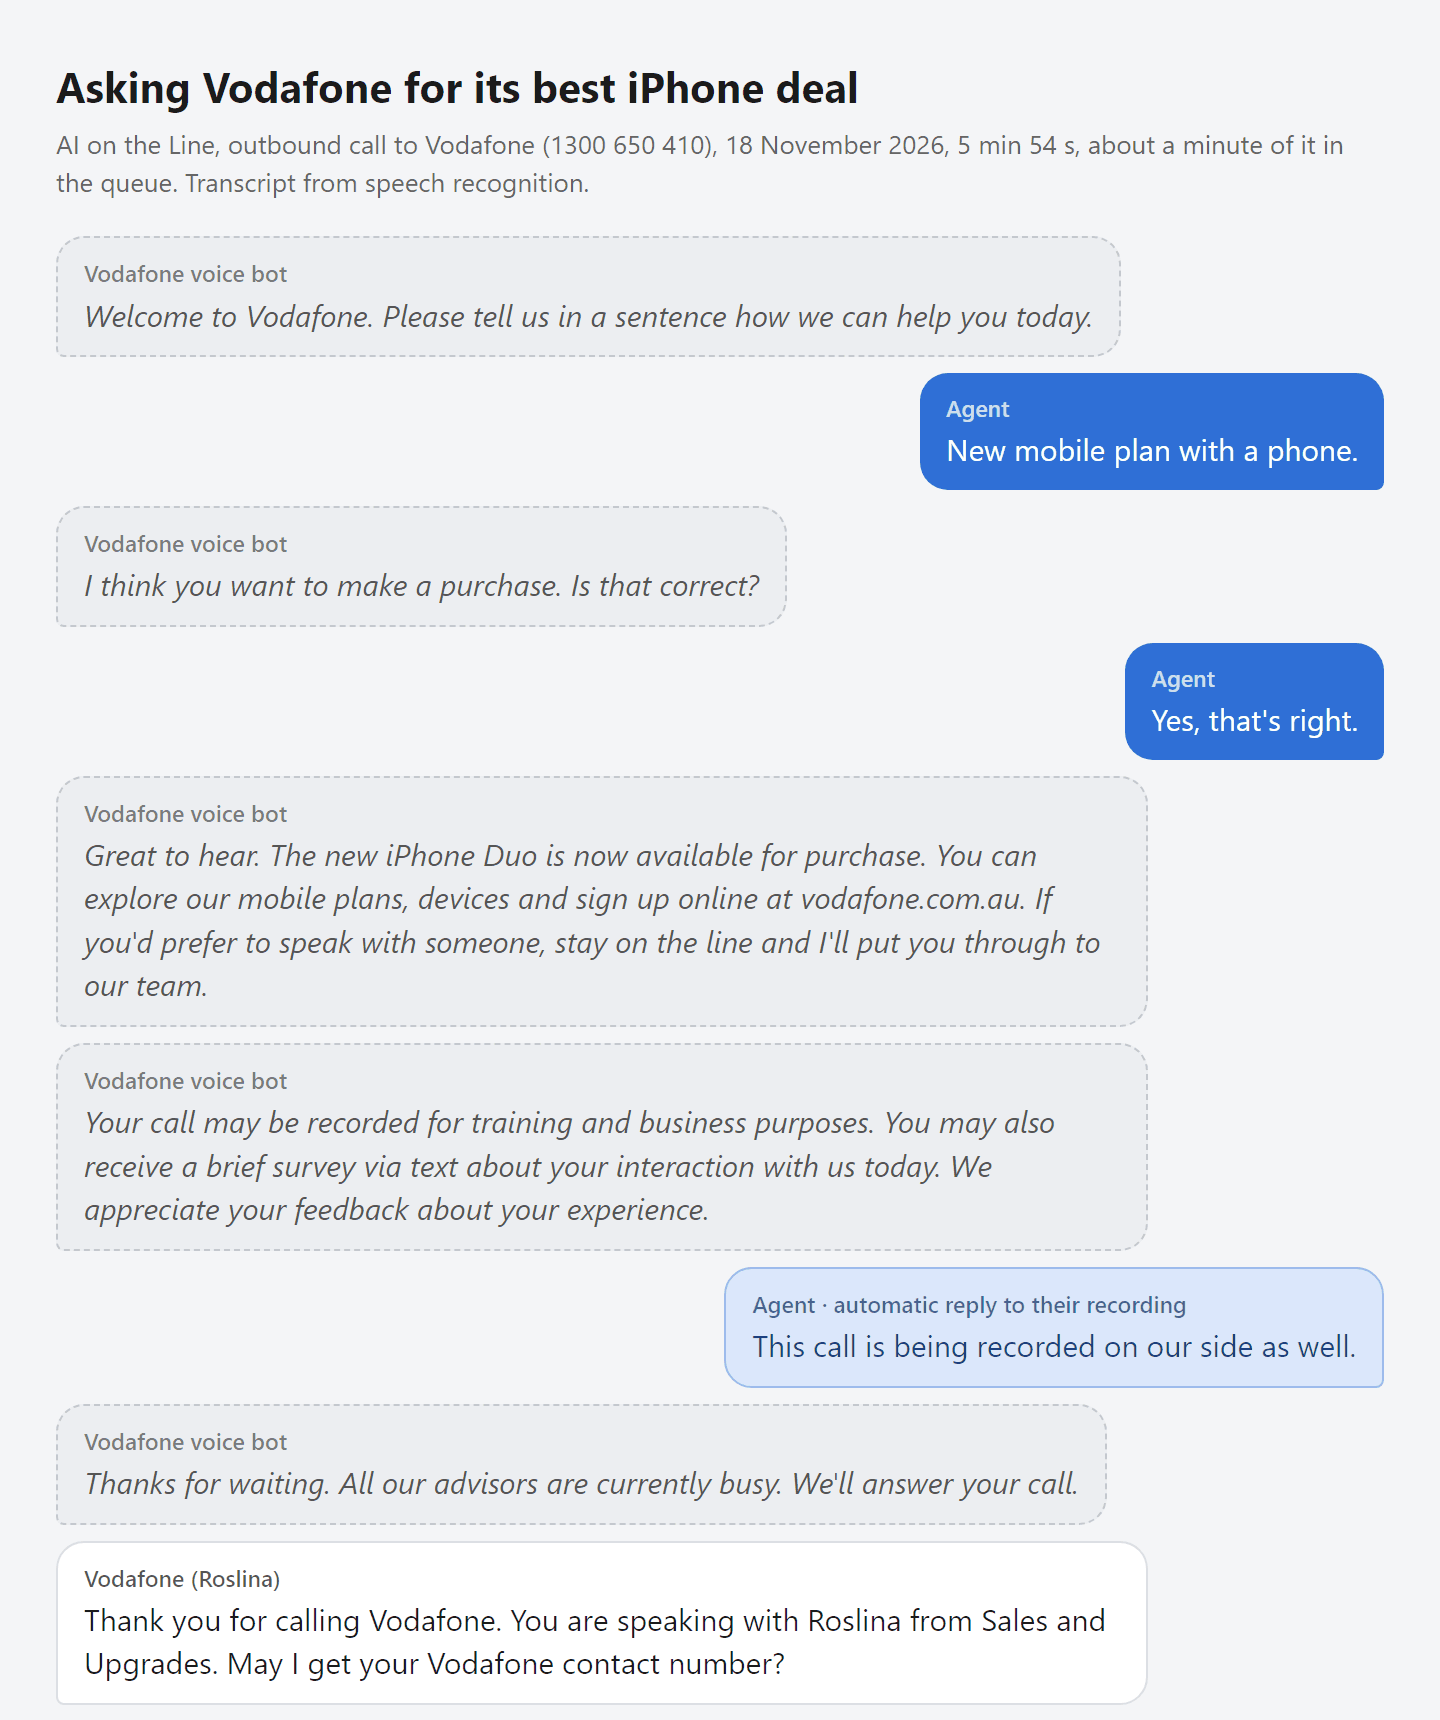 Asking Vodafone for its best iPhone deal
AI on the Line, outbound call to Vodafone (1300 650 410), 18 November 2026, 5 min 54 s, about a minute of it in
the queue. Transcript from speech recognition.
Vodafone voice bot
Welcome to Vodafone. Please tell us in a sentence how we can help you today.
Agent
New mobile plan with a phone.
Vodafone voice bot
I think you want to make a purchase. Is that correct?
Agent
Yes, that's right.
Vodafone voice bot
Great to hear. The new iPhone Duo is now available for purchase. You can
explore our mobile plans, devices and sign up online at vodafone.com.au. If
you'd prefer to speak with someone, stay on the line and I'll put you through to
our team.
Vodafone voice bot
Your call may be recorded for training and business purposes. You may also
receive a brief survey via text about your interaction with us today. We
appreciate your feedback about your experience.
Agent · automatic reply to their recording
This call is being recorded on our side as well.
Vodafone voice bot
Thanks for waiting. All our advisors are currently busy. We'll answer your call.
Vodafone (Roslina)
Thank you for calling Vodafone. You are speaking with Roslina from Sales and
Upgrades. May I get your Vodafone contact number?